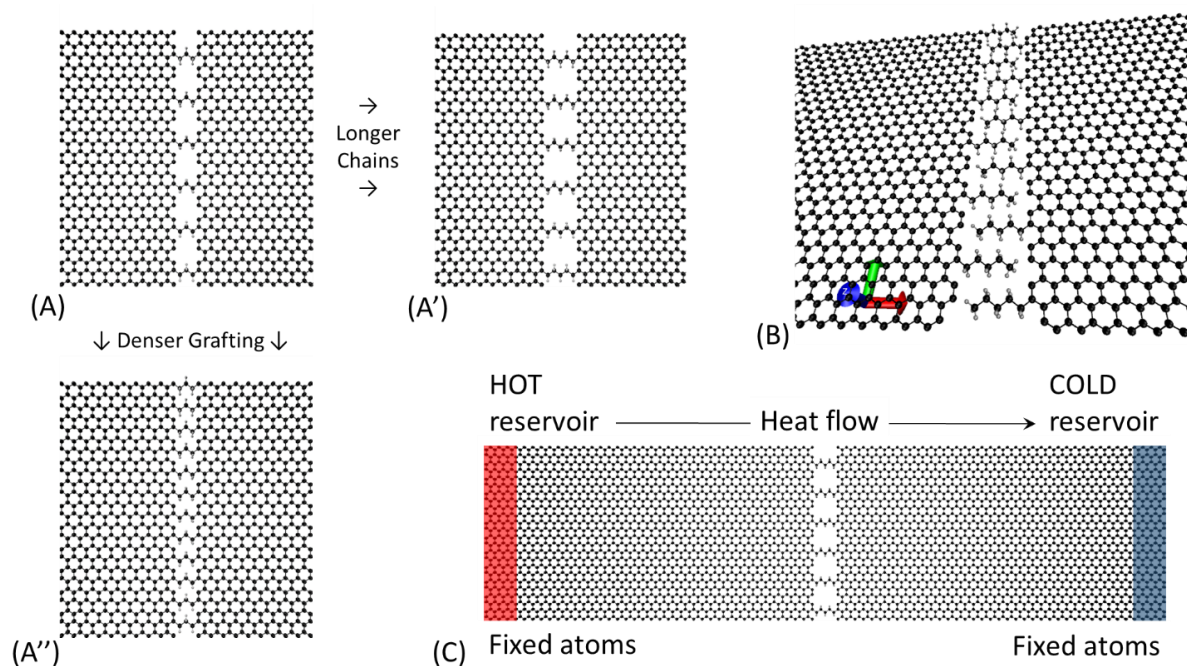 (A)
→
Longer
Chains
→
(A')
(B)
↓ Denser Grafting ↓
(A'')
HOT
reservoir
Heat flow
COLD
reservoir
Fixed atoms
(C)
Fixed atoms